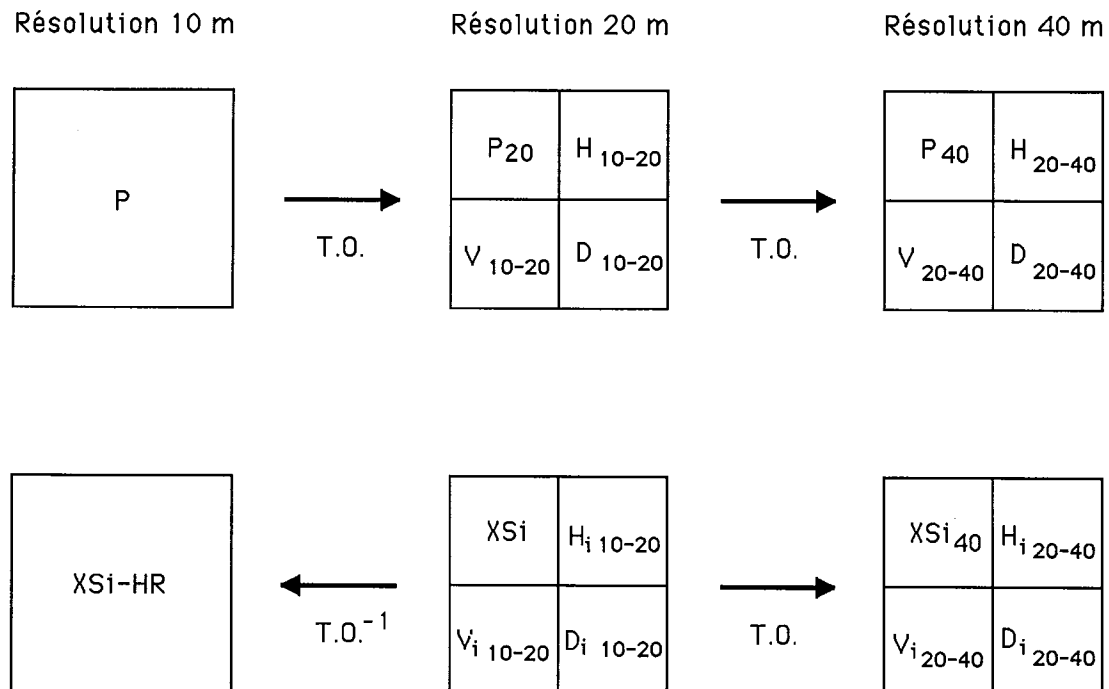 Résolution 10 m
Résolution 20 m
Résolution 40 m
P
P20
H 10-20
V 10-20
D 10-20
P40
H 20-40
V 20-40
D 20-40
T.O.
T.O.
XSi-HR
XSi
Hi 10-20
Vi 10-20
Di 10-20
XSi40
Hi 20-40
Vi 20-40
Di 20-40
T.O.-1
T.O.